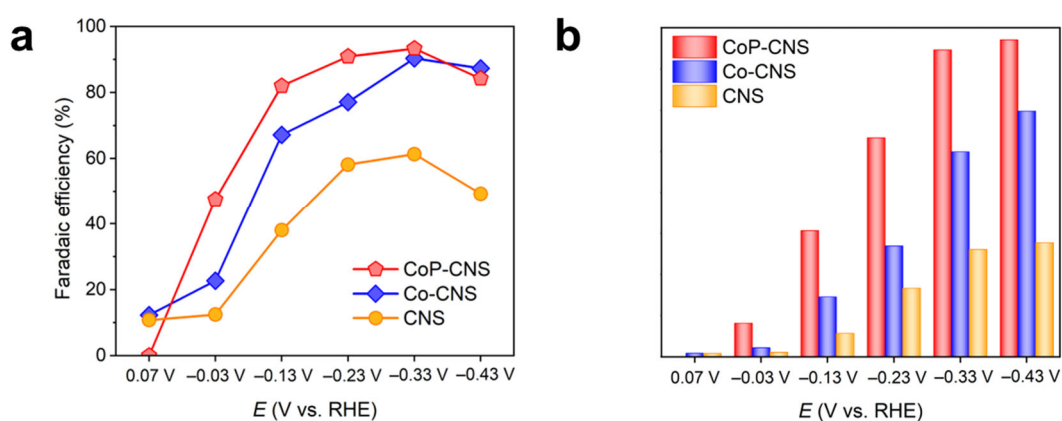 a
100
80
60
40
20
0
Faradaic efficiency (%)
CoP-CNS
Co-CNS
CNS
0.07 V –0.03 V –0.13 V –0.23 V –0.33 V –0.43 V
E (V vs. RHE)
b
CoP-CNS
Co-CNS
CNS
0.07 V –0.03 V –0.13 V –0.23 V –0.33 V –0.43 V
E (V vs. RHE)